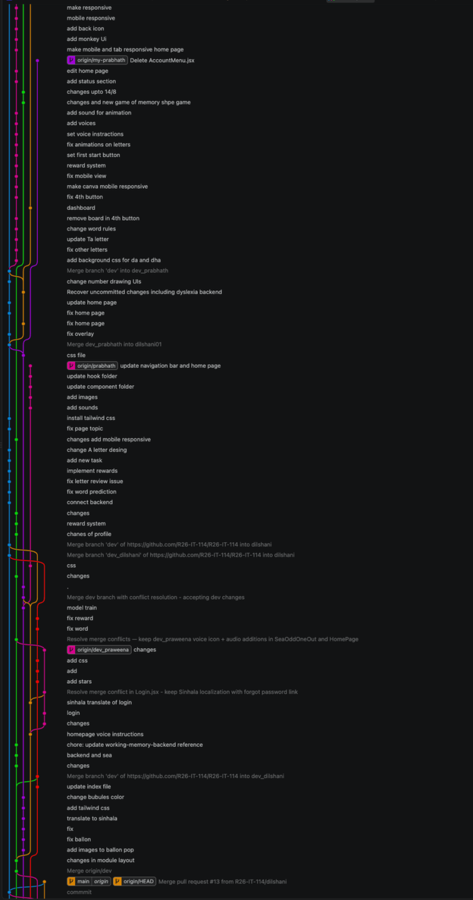 make responsive
mobile responsive
add back icon
add monkey Ui
make mobile and tab responsive home page
origin/my-prabhath Delete AccountMenu.jsx
edit home page
add status section
changes upto 14/8
changes and new game of memory shpe game
add sound for animation
add voices
set voice instractions
fix animations on letters
set first start button
reward system
fix mobile view
make canva mobile responsive
fix 4th button
dashboard
remove board in 4th button
change word rules
update Ta letter
fix other letters
add background css for da and dha
Merge branch 'dev' into dev_prabhath
change number drawing UIs
Recover uncommitted changes including dyslexia backend
update home page
fix home page
fix home page
fix overlay
Merge dev_prabhath into dilshani01
css file
origin/prabhath update navigation bar and home page
update hook folder
update component folder
add images
add sounds
install tailwind css
fix page topic
changes add mobile responsive
change A letter desing
add new task
implement rewards
fix letter review issue
fix word prediction
connect backend
changes
reward system
chanes of profile
Merge branch 'dev' of https://github.com/R26-IT-114/R26-IT-114 into dilshani
Merge branch 'dev_dilshani' of https://github.com/R26-IT-114/R26-IT-114 into dilshani
css
changes
.
Merge dev branch with conflict resolution - accepting dev changes
model train
fix reward
fix word
Resolve merge conflicts — keep dev_praweena voice icon + audio additions in SeaOddOneOut and HomePage
origin/dev_praweena changes
add css
add
add stars
Resolve merge conflict in Login.jsx - keep Sinhala localization with forgot password link
sinhala translate of login
login
changes
homepage voice instructions
chore: update working-memory-backend reference
backend and sea
changes
Merge branch 'dev' of https://github.com/R26-IT-114/R26-IT-114 into dev_dilshani
update index file
change bubules color
add tailwind css
translate to sinhala
fix
fix ballon
add images to ballon pop
changes in module layout
Merge origin/dev
main origin origin/HEAD Merge pull request #13 from R26-IT-114/dilshani
commmit